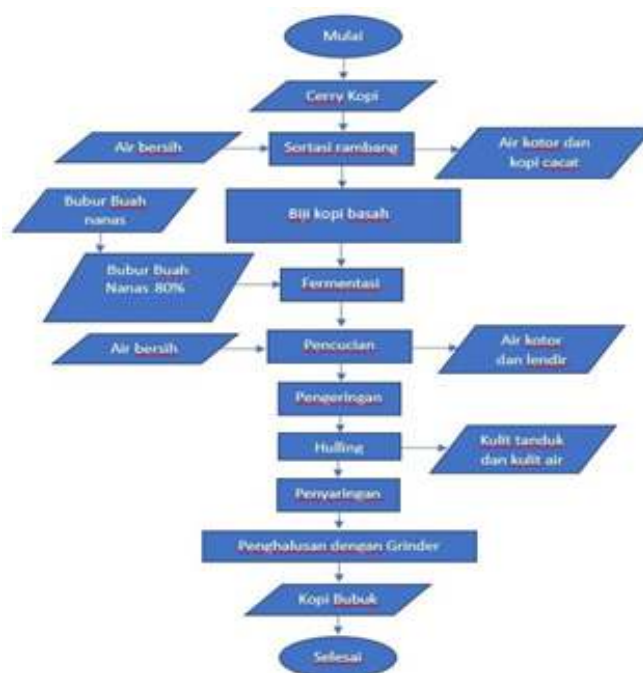 Mulai
Cerry Kopi
Air bersih
Sortasi rambang
Air kotor dan
kopi cacat
Bubur Buah
nanas
Biji kopi basah
Bubur Buah
Nanas 80%
Fermentasi
Air bersih
Pencucian
Air kotor
dan lendir
Pengeringan
Hulling
Kulit tanduk
dan kulit air
Penyaringan
Penghalusan dengan Grinder
Kopi Bubuk
Selesai